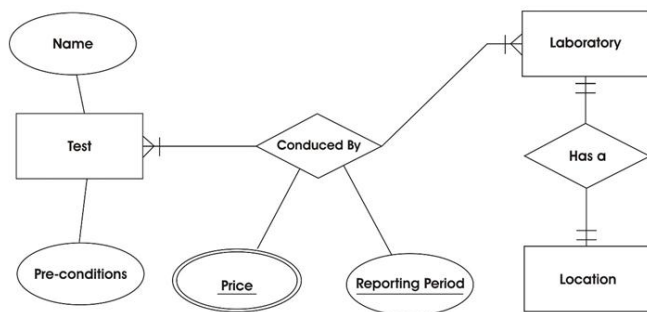 Name
Laboratory
Test
Conduced By
Has a
Pre-conditions
Price
Reporting Period
Location